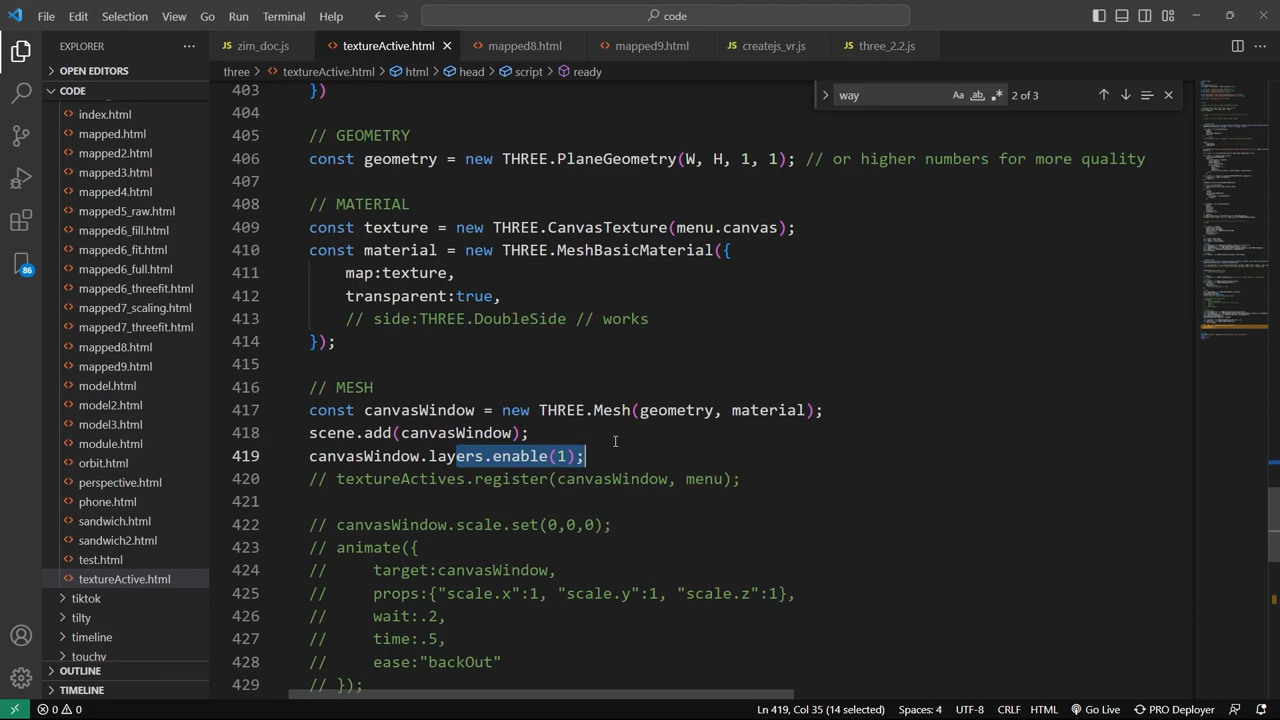 File Edit Selection View Go Run Terminal Help
code
EXPLORER
zim_doc.js
textureActive.html
mapped8.html
mapped9.html
createjs_vr.js
three_2.2.js
OPEN EDITORS
three > textureActive.html > html > head > script > ready
CODE
way
2 of 3
index.html
mapped.html
mapped2.html
mapped3.html
mapped4.html
mapped5_raw.html
mapped6_fill.html
mapped6_fit.html
mapped6_full.html
mapped6_threefit.html
mapped7_scaling.html
mapped7_threefit.html
mapped8.html
mapped9.html
model.html
model2.html
model3.html
module.html
orbit.html
perspective.html
phone.html
sandwich.html
sandwich2.html
test.html
textureActive.html
tiktok
tilty
timeline
touchy
OUTLINE
TIMELINE
86
403 })
404
405 // GEOMETRY
406 const geometry = new THREE.PlaneGeometry(W, H, 1, 1); // or higher numbers for more quality
407
408 // MATERIAL
409 const texture = new THREE.CanvasTexture(menu.canvas);
410 const material = new THREE.MeshBasicMaterial({
411 map:texture,
412 transparent:true,
413 // side:THREE.DoubleSide // works
414 });
415
416 // MESH
417 const canvasWindow = new THREE.Mesh(geometry, material);
418 scene.add(canvasWindow);
419 canvasWindow.layers.enable(1);
420 // textureActives.register(canvasWindow, menu);
421
422 // canvasWindow.scale.set(0,0,0);
423 // animate({
424 // target:canvasWindow,
425 // props:{"scale.x":1, "scale.y":1, "scale.z":1},
426 // wait:.2,
427 // time:.5,
428 // ease:"backOut"
429 // });
0 0
Ln 419, Col 35 (14 selected) Spaces: 4 UTF-8 CRLF HTML Go Live PRO Deployer